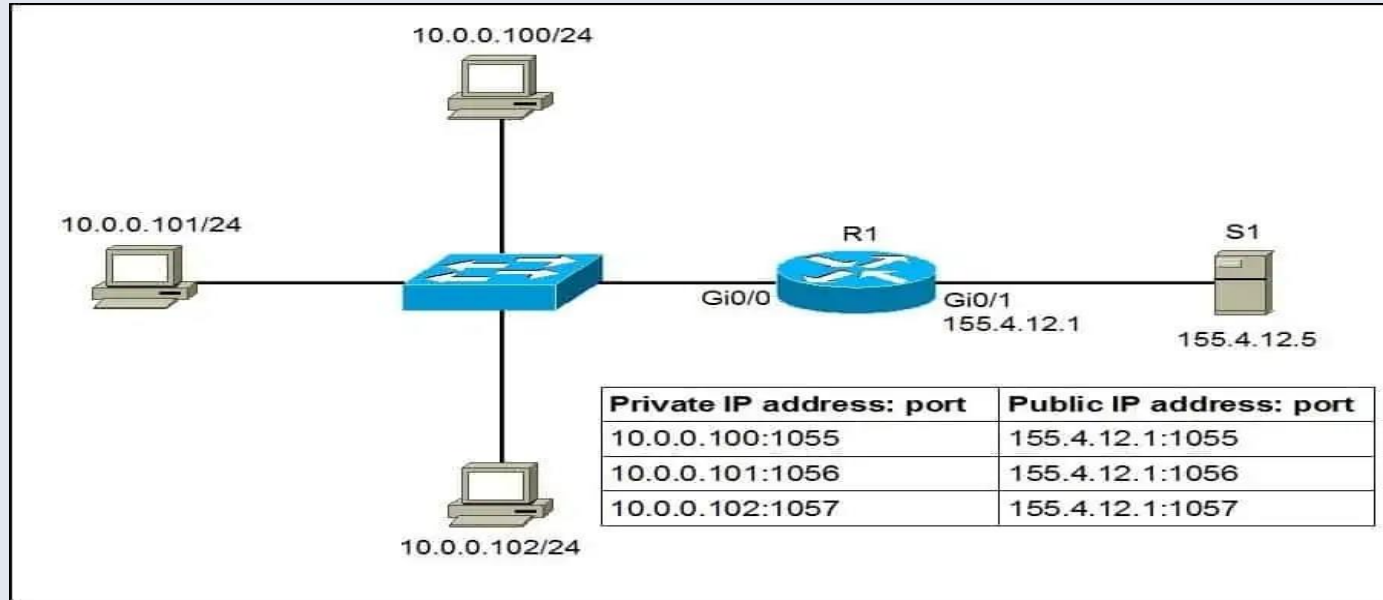 10.0.0.100/24
10.0.0.101/24
R1
S1
Gi0/0
Gi0/1
155.4.12.1
155.4.12.5
Private IP address: port Public IP address: port
10.0.0.100:1055 155.4.12.1:1055
10.0.0.101:1056 155.4.12.1:1056
10.0.0.102:1057 155.4.12.1:1057
10.0.0.102/24